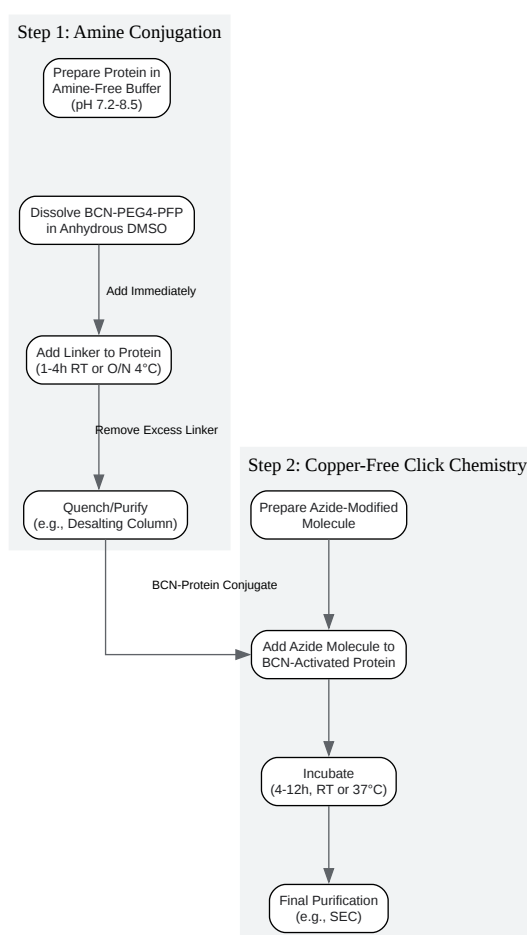 Step 1: Amine Conjugation
Prepare Protein in
Amine-Free Buffer
(pH 7.2-8.5)
Dissolve BCN-PEG4-PFP
in Anhydrous DMSO
Add Immediately
Add Linker to Protein
(1-4h RT or O/N 4°C)
Remove Excess Linker
Quench/Purify
(e.g., Desalting Column)
BCN-Protein Conjugate
Step 2: Copper-Free Click Chemistry
Prepare Azide-Modified
Molecule
Add Azide Molecule to
BCN-Activated Protein
Incubate
(4-12h, RT or 37°C)
Final Purification
(e.g., SEC)